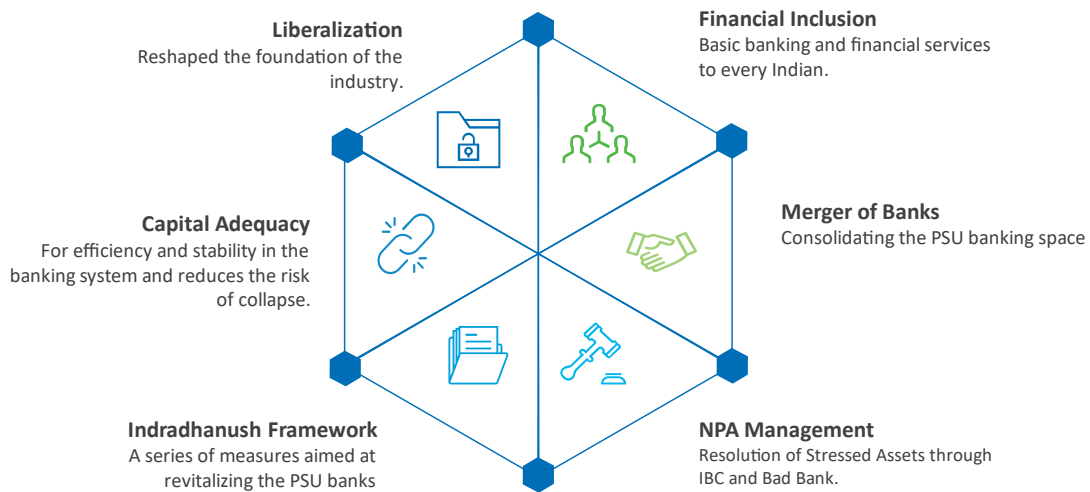 Liberalization
Reshaped the foundation of the
industry.
Financial Inclusion
Basic banking and financial services
to every Indian.
Capital Adequacy
For efficiency and stability in the
banking system and reduces the risk
of collapse.
Merger of Banks
Consolidating the PSU banking space
Indradhanush Framework
A series of measures aimed at
revitalizing the PSU banks
NPA Management
Resolution of Stressed Assets through
IBC and Bad Bank.